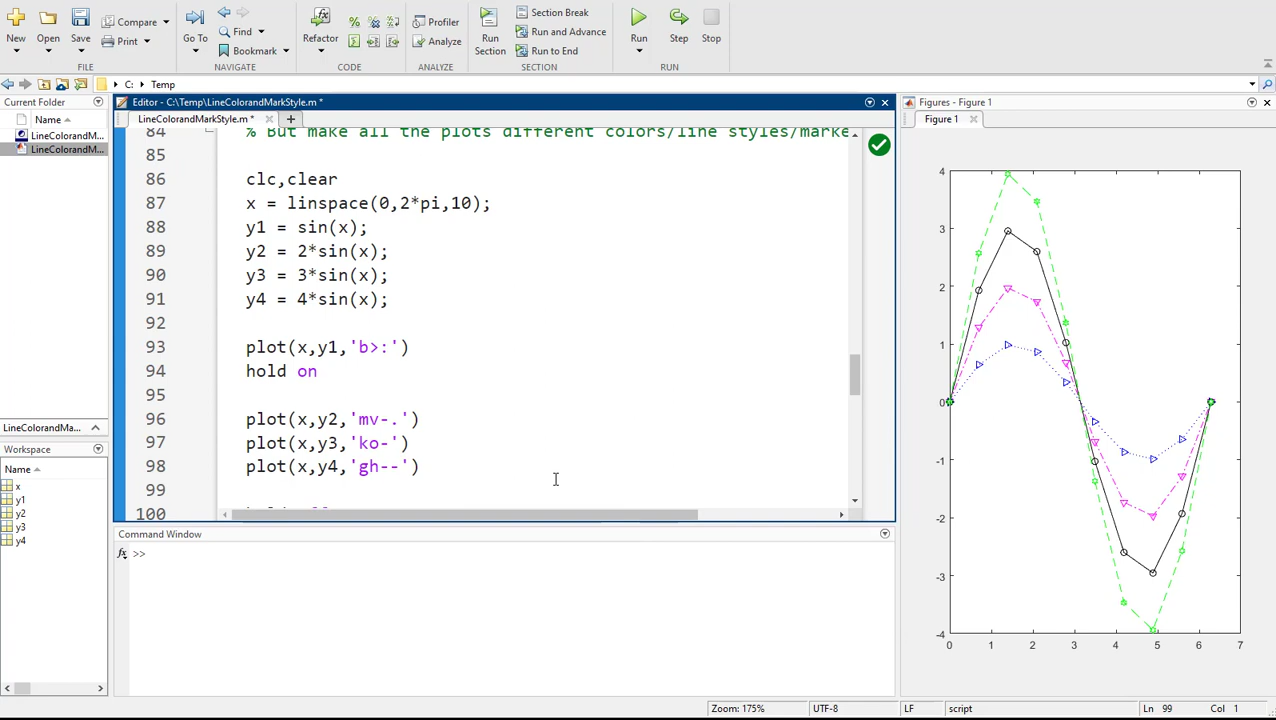 New
Open
Save
Compare
Print
Go To
Find
Bookmark
Refactor
Profiler
Analyze
Run
Section
Section Break
Run and Advance
Run to End
Run
Step
Stop
FILE
NAVIGATE
CODE
ANALYZE
SECTION
RUN
C:
Temp
Current Folder
Name
LineColorandM...
LineColorandM...
LineColorandMa...
Workspace
Name
x
y1
y2
y3
y4
Editor - C:\Temp\LineColorandMarkStyle.m *
LineColorandMarkStyle.m *
84 % But make all the plots different colors/line styles/marke
85
86 clc,clear
87 x = linspace(0,2*pi,10);
88 y1 = sin(x);
89 y2 = 2*sin(x);
90 y3 = 3*sin(x);
91 y4 = 4*sin(x);
92
93 plot(x,y1,'b>:')
94 hold on
95
96 plot(x,y2,'mv-.')
97 plot(x,y3,'ko-')
98 plot(x,y4,'gh--')
99
100
Command Window
fx >>
Figures - Figure 1
Figure 1
4
3
2
1
0
-1
-2
-3
-4
0 1 2 3 4 5 6 7
Zoom: 175%
UTF-8
LF
script
Ln 99 Col 1